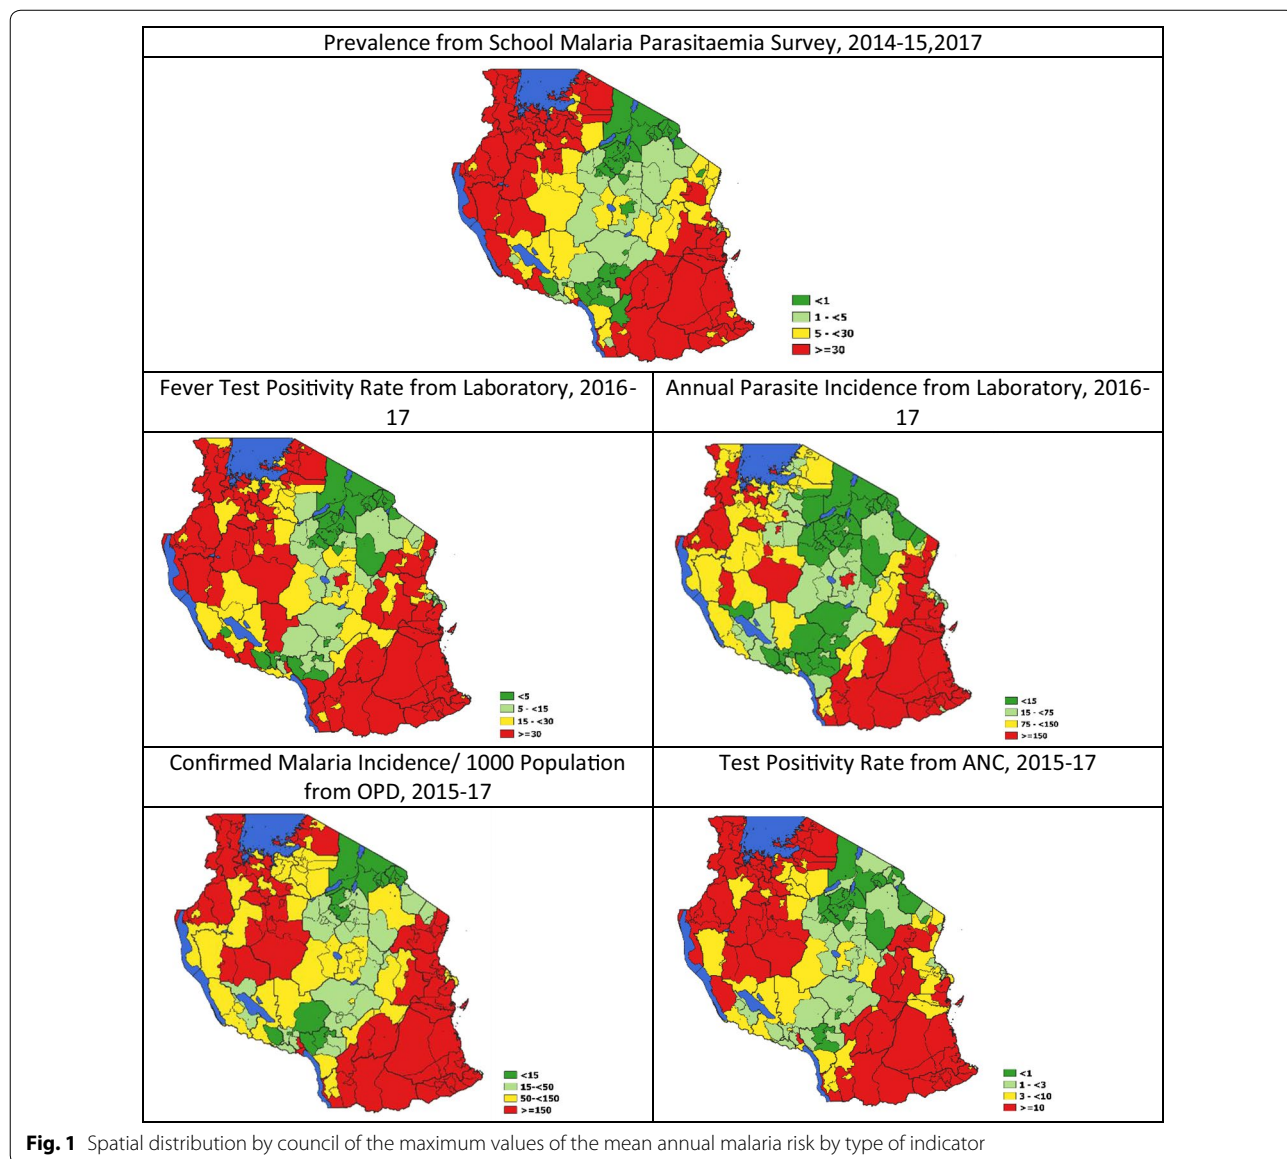 Prevalence from School Malaria Parasitaemia Survey, 2014-15,2017
<1
1 - <5
5 - <30
>=30
Fever Test Positivity Rate from Laboratory, 2016-
17
<5
5 - <15
15 - <30
>=30
Annual Parasite Incidence from Laboratory, 2016-
17
<15
15 - <75
75 - <150
>=150
Confirmed Malaria Incidence/ 1000 Population
from OPD, 2015-17
<15
15-<50
50-<150
>=150
Test Positivity Rate from ANC, 2015-17
<1
1 - <3
3 - <10
>=10
Fig. 1 Spatial distribution by council of the maximum values of the mean annual malaria risk by type of indicator